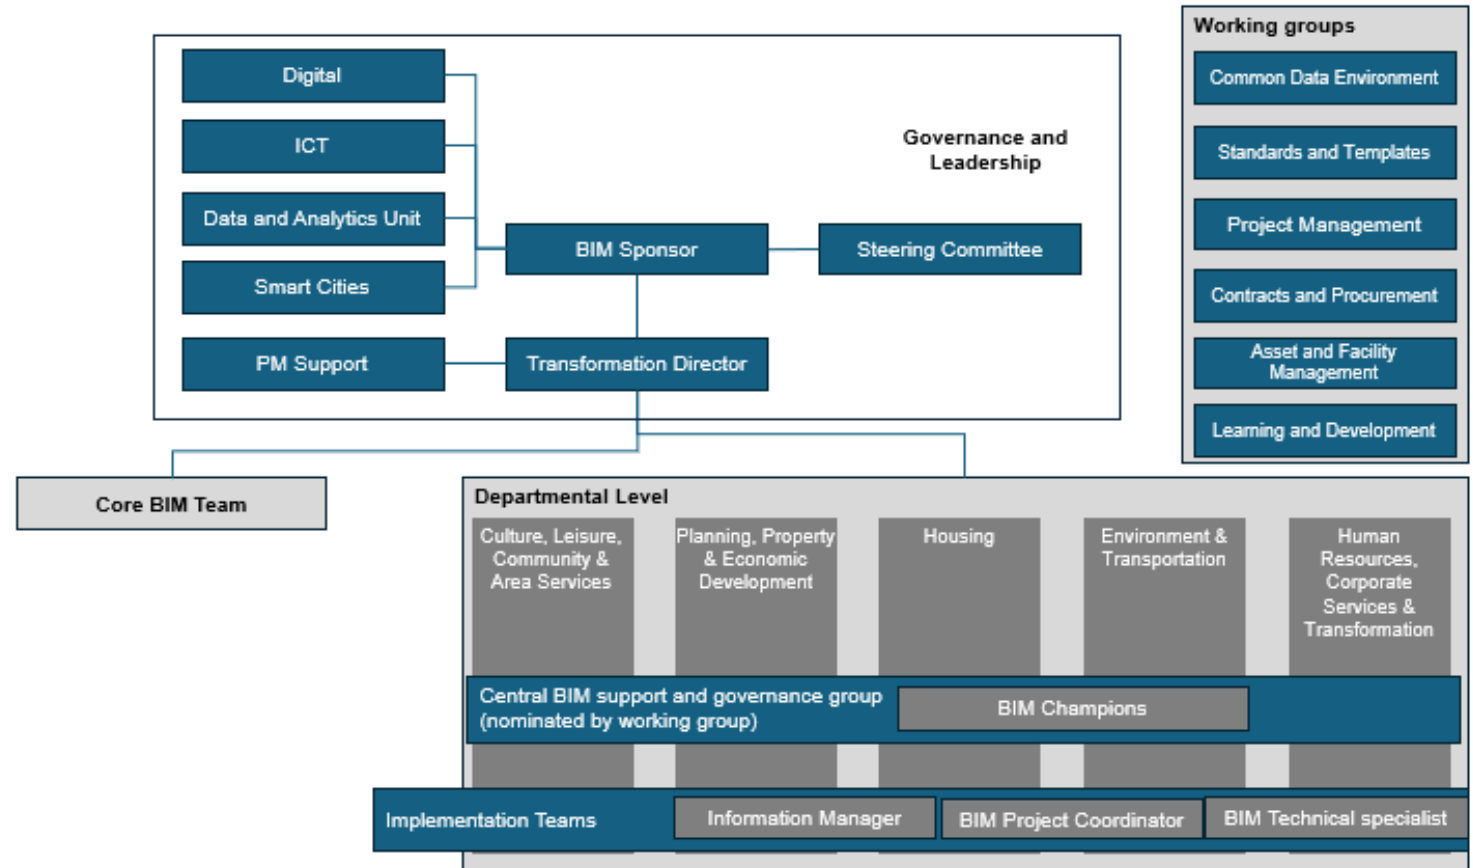 Digital
ICT
Data and Analytics Unit
Smart Cities
PM Support
BIM Sponsor
Transformation Director
Steering Committee
Governance and
Leadership
Working groups
Common Data Environment
Standards and Templates
Project Management
Contracts and Procurement
Asset and Facility
Management
Learning and Development
Core BIM Team
Departmental Level
Culture, Leisure,
Community &
Area Services
Planning, Property
& Economic
Development
Housing
Environment &
Transportation
Human
Resources,
Corporate
Services &
Transformation
Central BIM support and governance group
(nominated by working group)
BIM Champions
Implementation Teams
Information Manager
BIM Project Coordinator
BIM Technical specialist